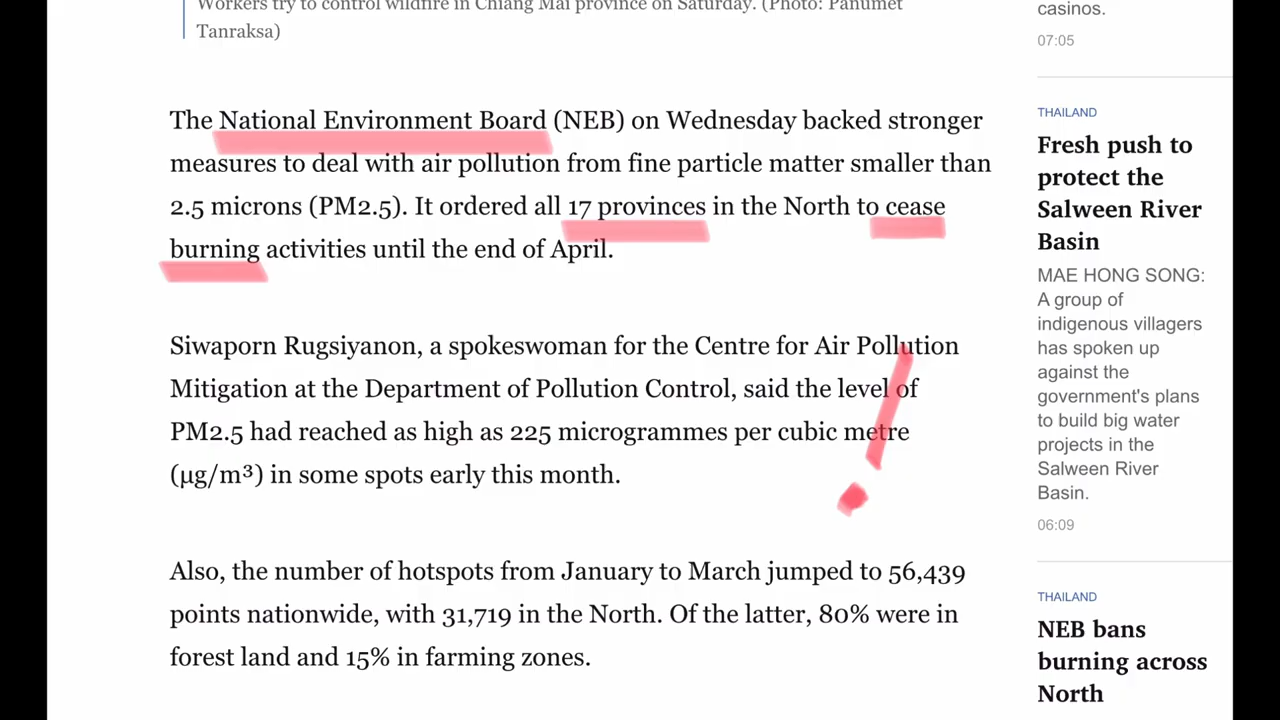 Workers try to control wildfire in Chiang Mai province on Saturday. (Photo: Panumet
Tanraksa)
The National Environment Board (NEB) on Wednesday backed stronger
measures to deal with air pollution from fine particle matter smaller than
2.5 microns (PM2.5). It ordered all 17 provinces in the North to cease
burning activities until the end of April.
Siwaporn Rugsiyanon, a spokeswoman for the Centre for Air Pollution
Mitigation at the Department of Pollution Control, said the level of
PM2.5 had reached as high as 225 microgrammes per cubic metre
(µg/m³) in some spots early this month.
Also, the number of hotspots from January to March jumped to 56,439
points nationwide, with 31,719 in the North. Of the latter, 80% were in
forest land and 15% in farming zones.
casinos.
07:05
THAILAND
Fresh push to
protect the
Salween River
Basin
MAE HONG SONG:
A group of
indigenous villagers
has spoken up
against the
government's plans
to build big water
projects in the
Salween River
Basin.
06:09
THAILAND
NEB bans
burning across
North